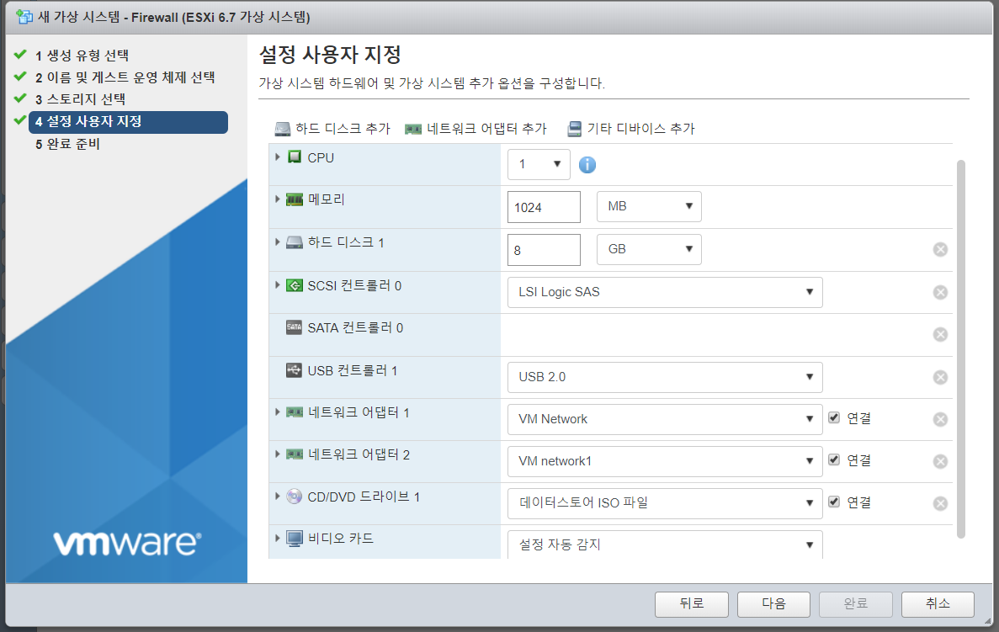 새 가상 시스템 - Firewall (ESXi 6.7 가상 시스템)
1 생성 유형 선택
2 이름 및 게스트 운영 체제 선택
3 스토리지 선택
4 설정 사용자 지정
5 완료 준비
설정 사용자 지정
가상 시스템 하드웨어 및 가상 시스템 추가 옵션을 구성합니다.
하드 디스크 추가 네트워크 어댑터 추가 기타 디바이스 추가
CPU 1
메모리 1024 MB
하드 디스크 1 8 GB
SCSI 컨트롤러 0 LSI Logic SAS
SATA SATA 컨트롤러 0
USB 컨트롤러 1 USB 2.0
네트워크 어댑터 1 VM Network 연결
네트워크 어댑터 2 VM network1 연결
CD/DVD 드라이브 1 데이터스토어 ISO 파일 연결
비디오 카드 설정 자동 감지
vmware®
뒤로 다음 완료 취소